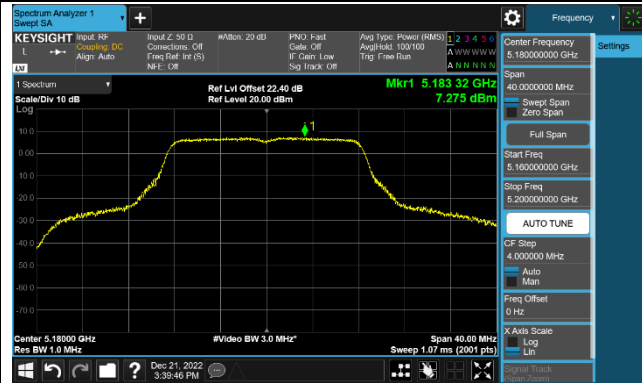 Spectrum Analyzer 1
Swept SA
Frequency
KEYSIGHT
L
LXI
Input: RF
Coupling: DC
Align: Auto
Input Z: 50 Ω
Corrections: Off
Freq Ref: Int (S)
NFE: Off
#Atten: 20 dB
PNO: Fast
Gate: Off
IF Gain: Low
Sig Track: Off
Avg Type: Power (RMS)
Avg|Hold: 100/100
Trig: Free Run
1 2 3 4 5 6
A W W W W W
A N N N N N
1 Spectrum
Scale/Div 10 dB
Log
Ref Lvl Offset 22.40 dB
Ref Level 20.00 dBm
Mkr1 5.183 32 GHz
7.275 dBm
1
10.0
0.00
-10.0
-20.0
-30.0
-40.0
-50.0
-60.0
-70.0
Center 5.18000 GHz
Res BW 1.0 MHz
#Video BW 3.0 MHz*
Span 40.00 MHz
Sweep 1.07 ms (2001 pts)
Dec 21, 2022
3:39:46 PM
Center Frequency
5.180000000 GHz
Settings
Span
40.0000000 MHz
Swept Span
Zero Span
Full Span
Start Freq
5.160000000 GHz
Stop Freq
5.200000000 GHz
AUTO TUNE
CF Step
4.000000 MHz
Auto
Man
Freq Offset
0 Hz
X Axis Scale
Log
Lin
Signal Track
(Span Zoom)